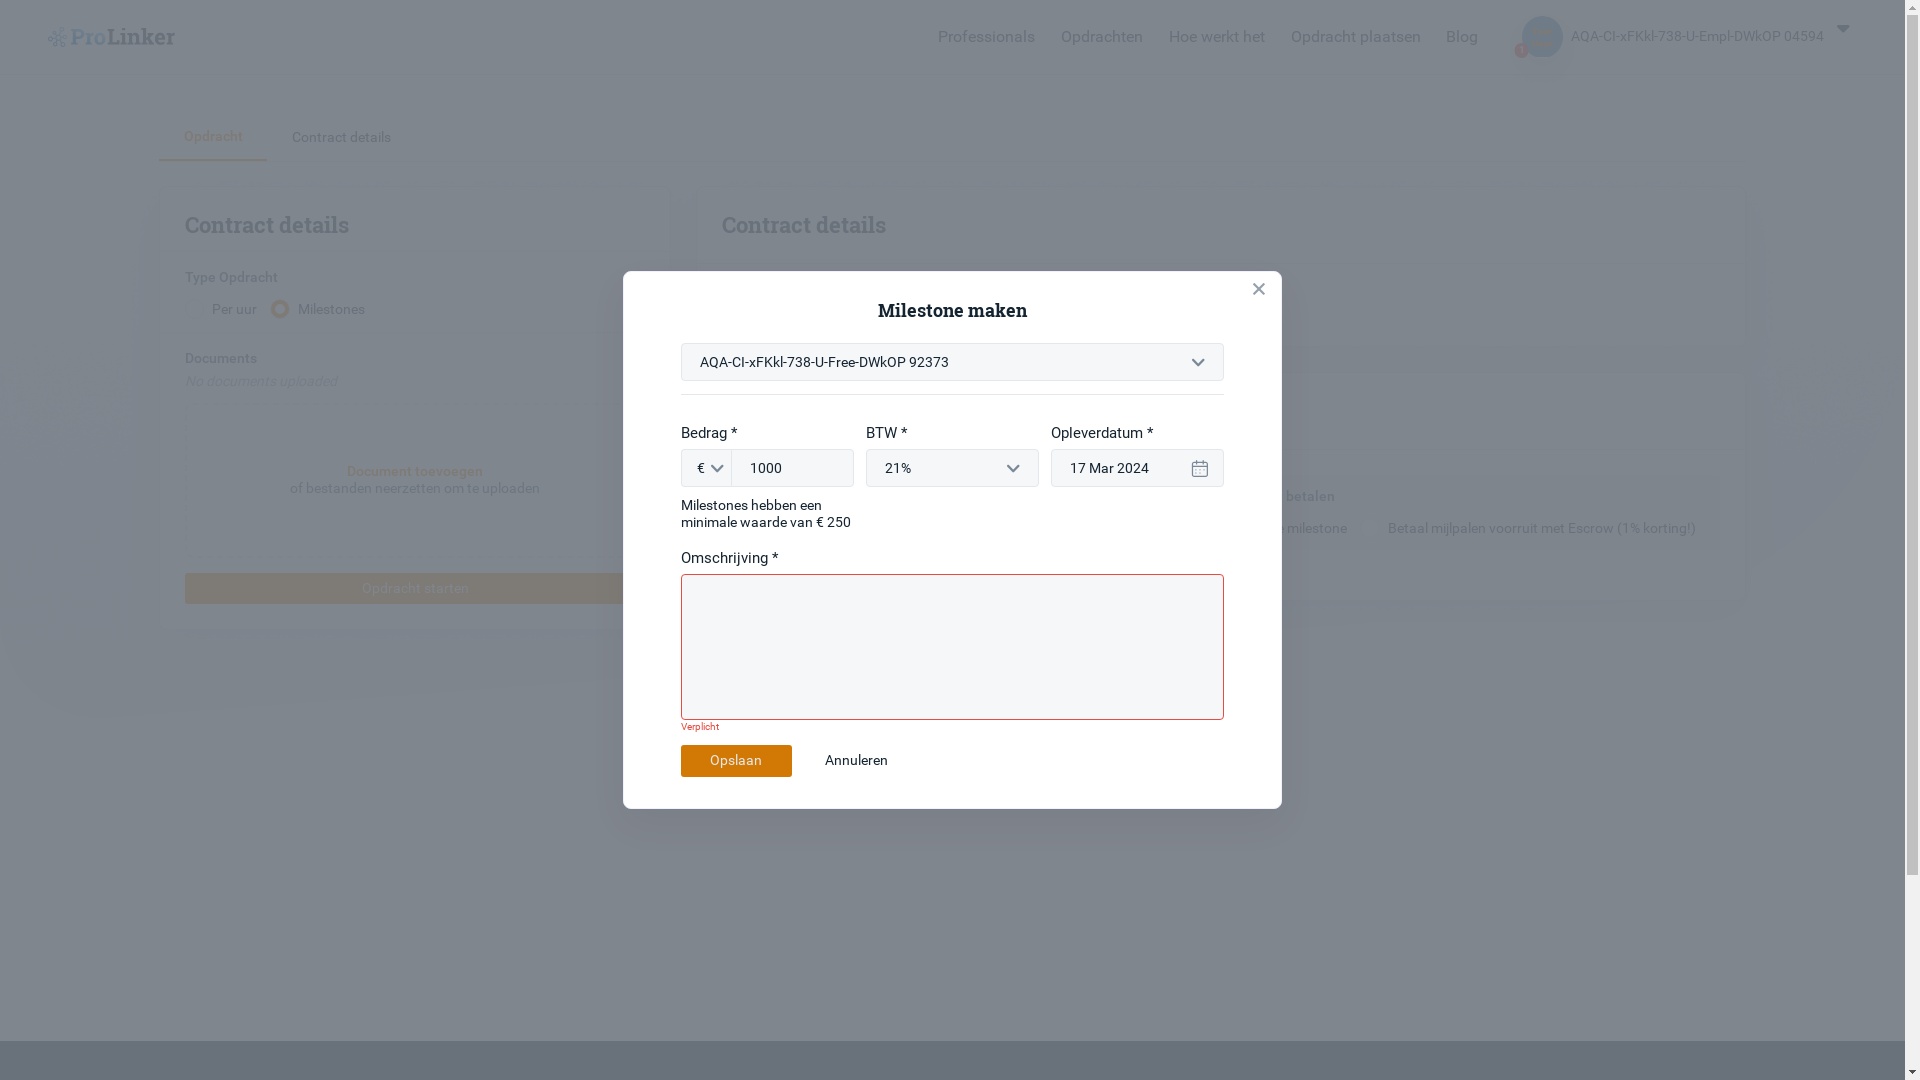 ProLinker
Professionals
Opdrachten
Hoe werkt het
Opdracht plaatsen
Blog
AQA-CI-xFKkl-738-U-Empl-DWkOP 04594
Opdracht
Contract details
Contract details
Contract details
Type Opdracht
Per uur
Milestones
Documents
No documents uploaded
Document toevoegen
of bestanden neerzetten om te uploaden
Opdracht starten
betalen
milestone
Betaal mijlpalen voorruit met Escrow (1% korting!)
Milestone maken
AQA-CI-xFKkl-738-U-Free-DWkOP 92373
Bedrag *
BTW *
Opleverdatum *
€
1000
21%
17 Mar 2024
Milestones hebben een
minimale waarde van € 250
Omschrijving *
Verplicht
Opslaan
Annuleren